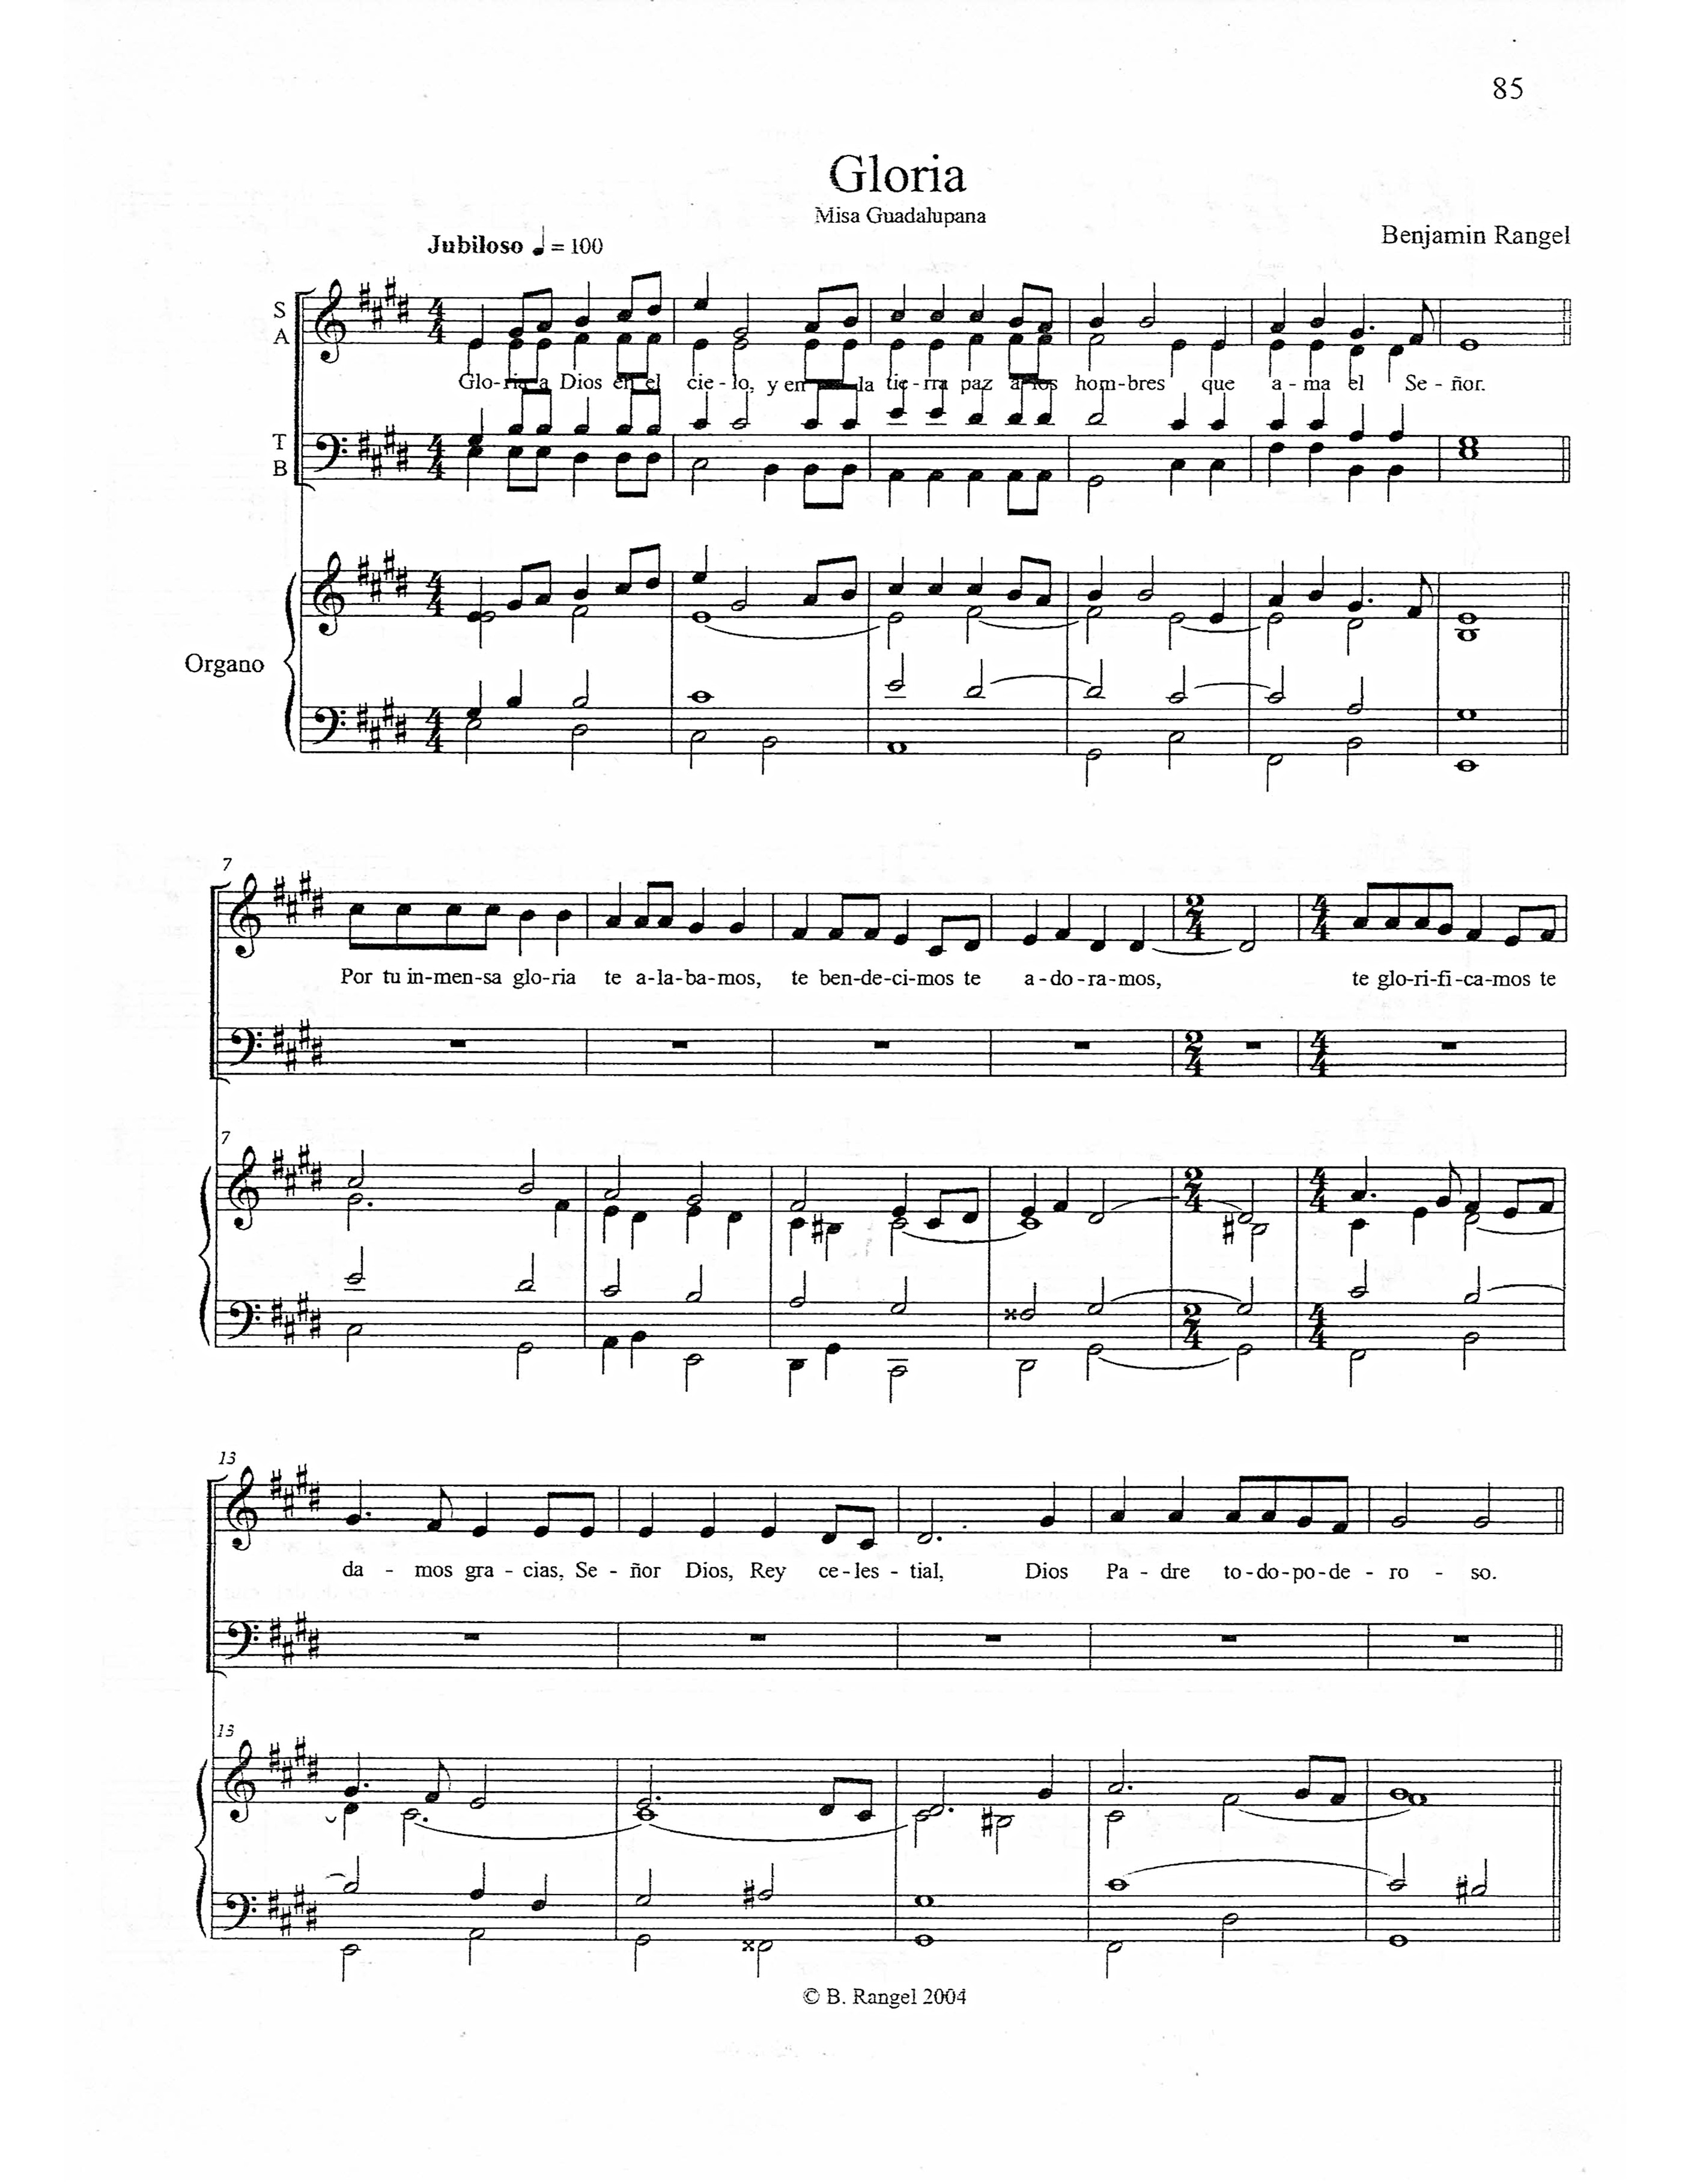 85
Gloria
Misa Guadalupana
Jubiloso ♩ = 100
Benjamin Rangel
S
A
Glo-ria a Dios en el cie-lo, y en la tie-rra paz a los hom-bres que a-ma el Se-ñor.
T
B
Organo
7
Por tu in-men-sa glo-ria te a-la-ba-mos, te ben-de-ci-mos te a-do-ra-mos, te glo-ri-fi-ca-mos te
7
13
da - mos gra - cias, Se - ñor Dios, Rey ce - les - tial, Dios Pa - dre to - do - po - de - ro - so.
13
© B. Rangel 2004